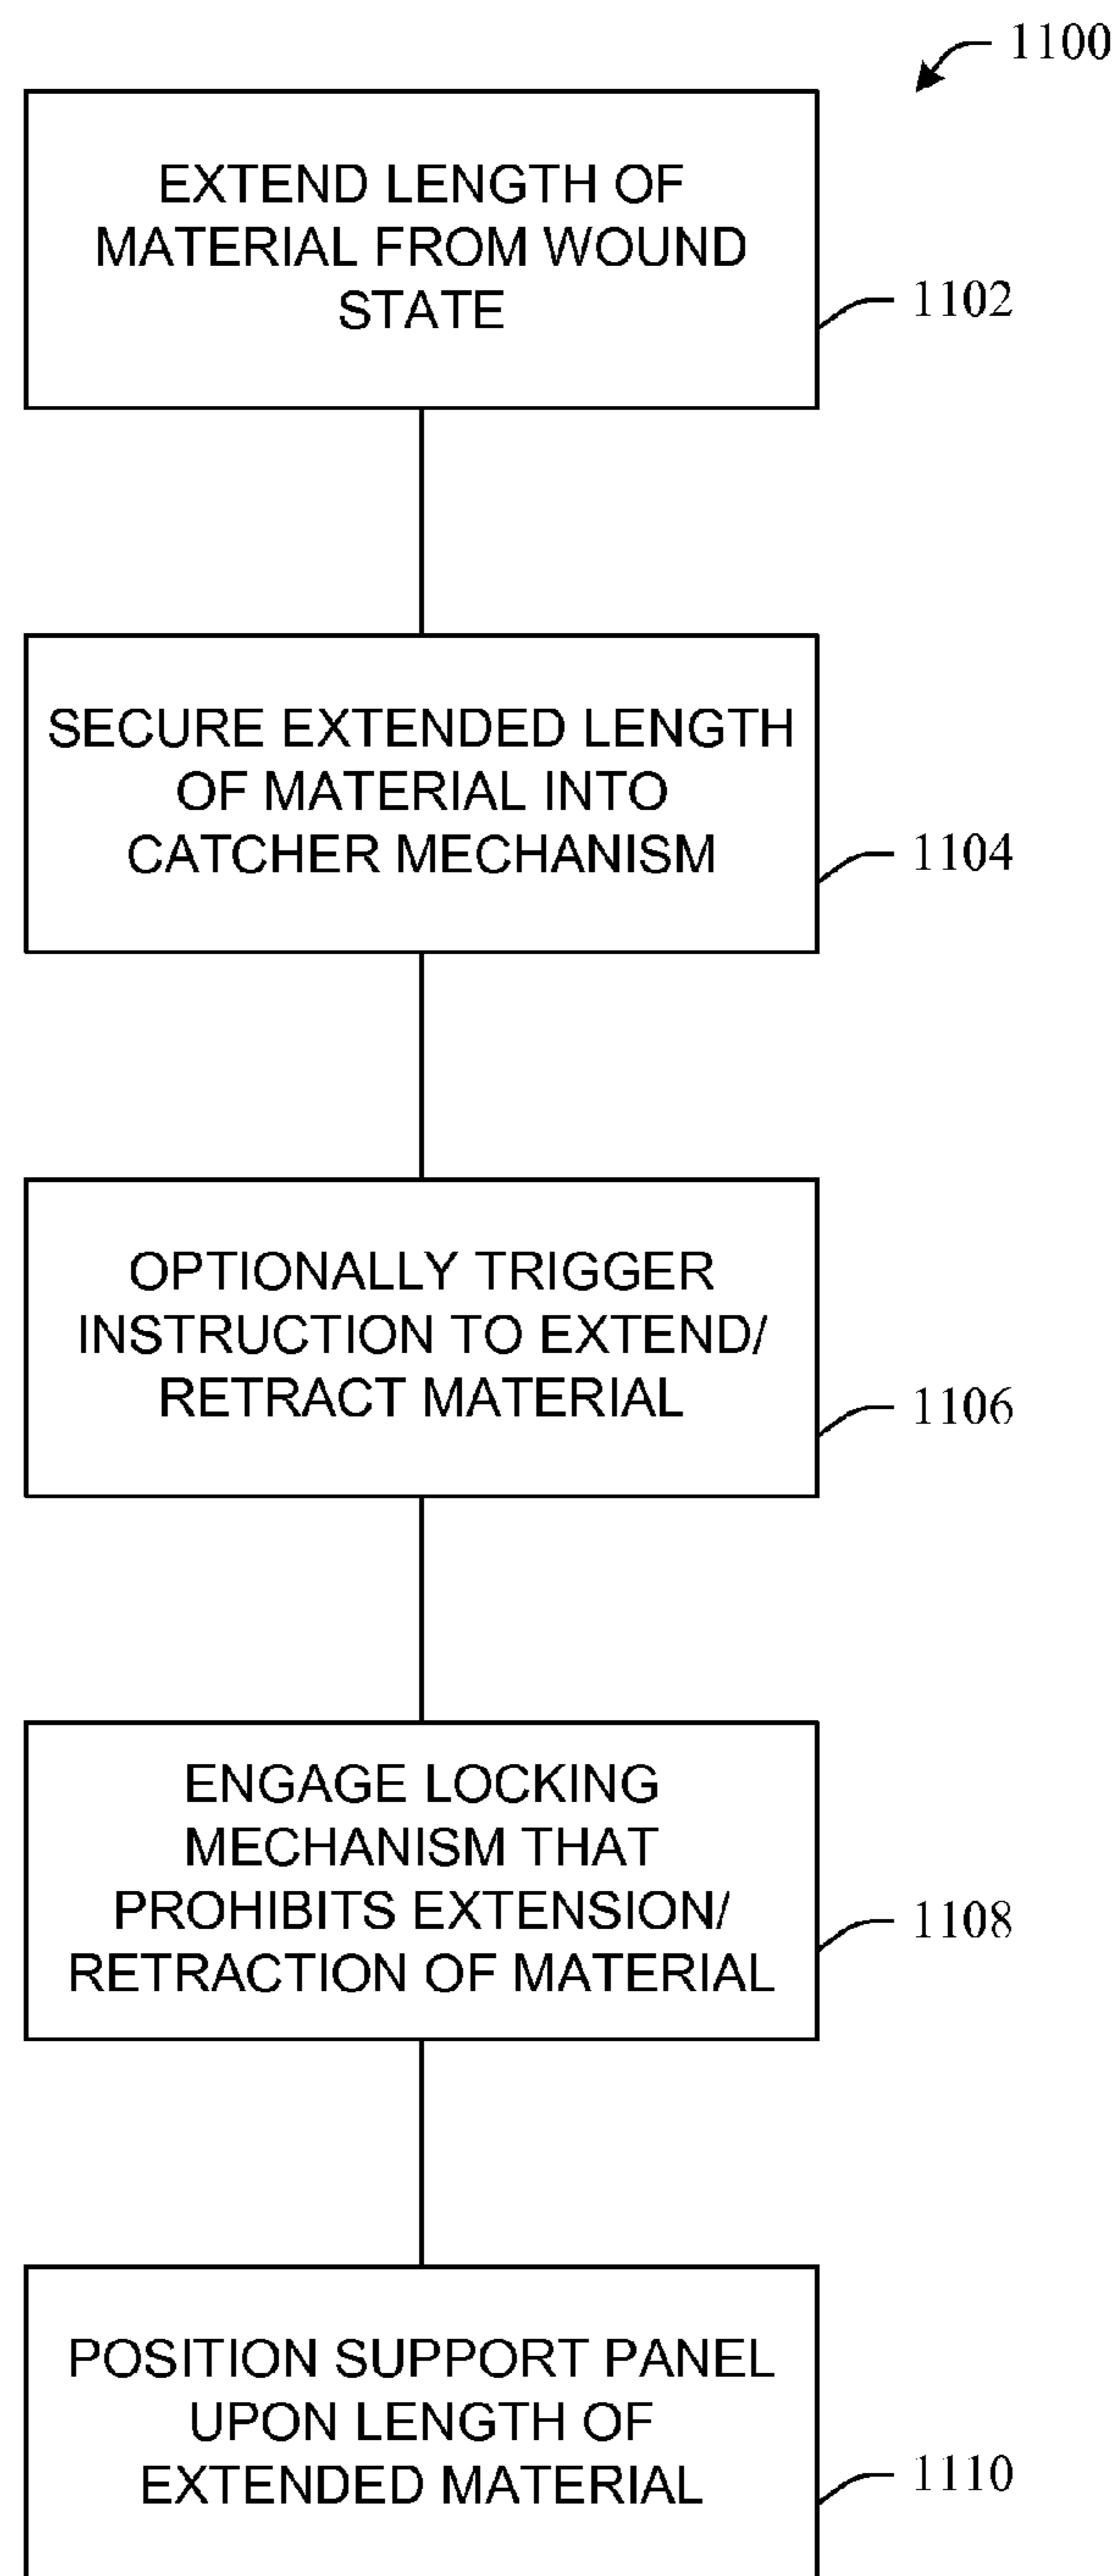 1100
EXTEND LENGTH OF
MATERIAL FROM WOUND
STATE
1102
SECURE EXTENDED LENGTH
OF MATERIAL INTO
CATCHER MECHANISM
1104
OPTIONALLY TRIGGER
INSTRUCTION TO EXTEND/
RETRACT MATERIAL
1106
ENGAGE LOCKING
MECHANISM THAT
PROHIBITS EXTENSION/
RETRACTION OF MATERIAL
1108
POSITION SUPPORT PANEL
UPON LENGTH OF
EXTENDED MATERIAL
1110